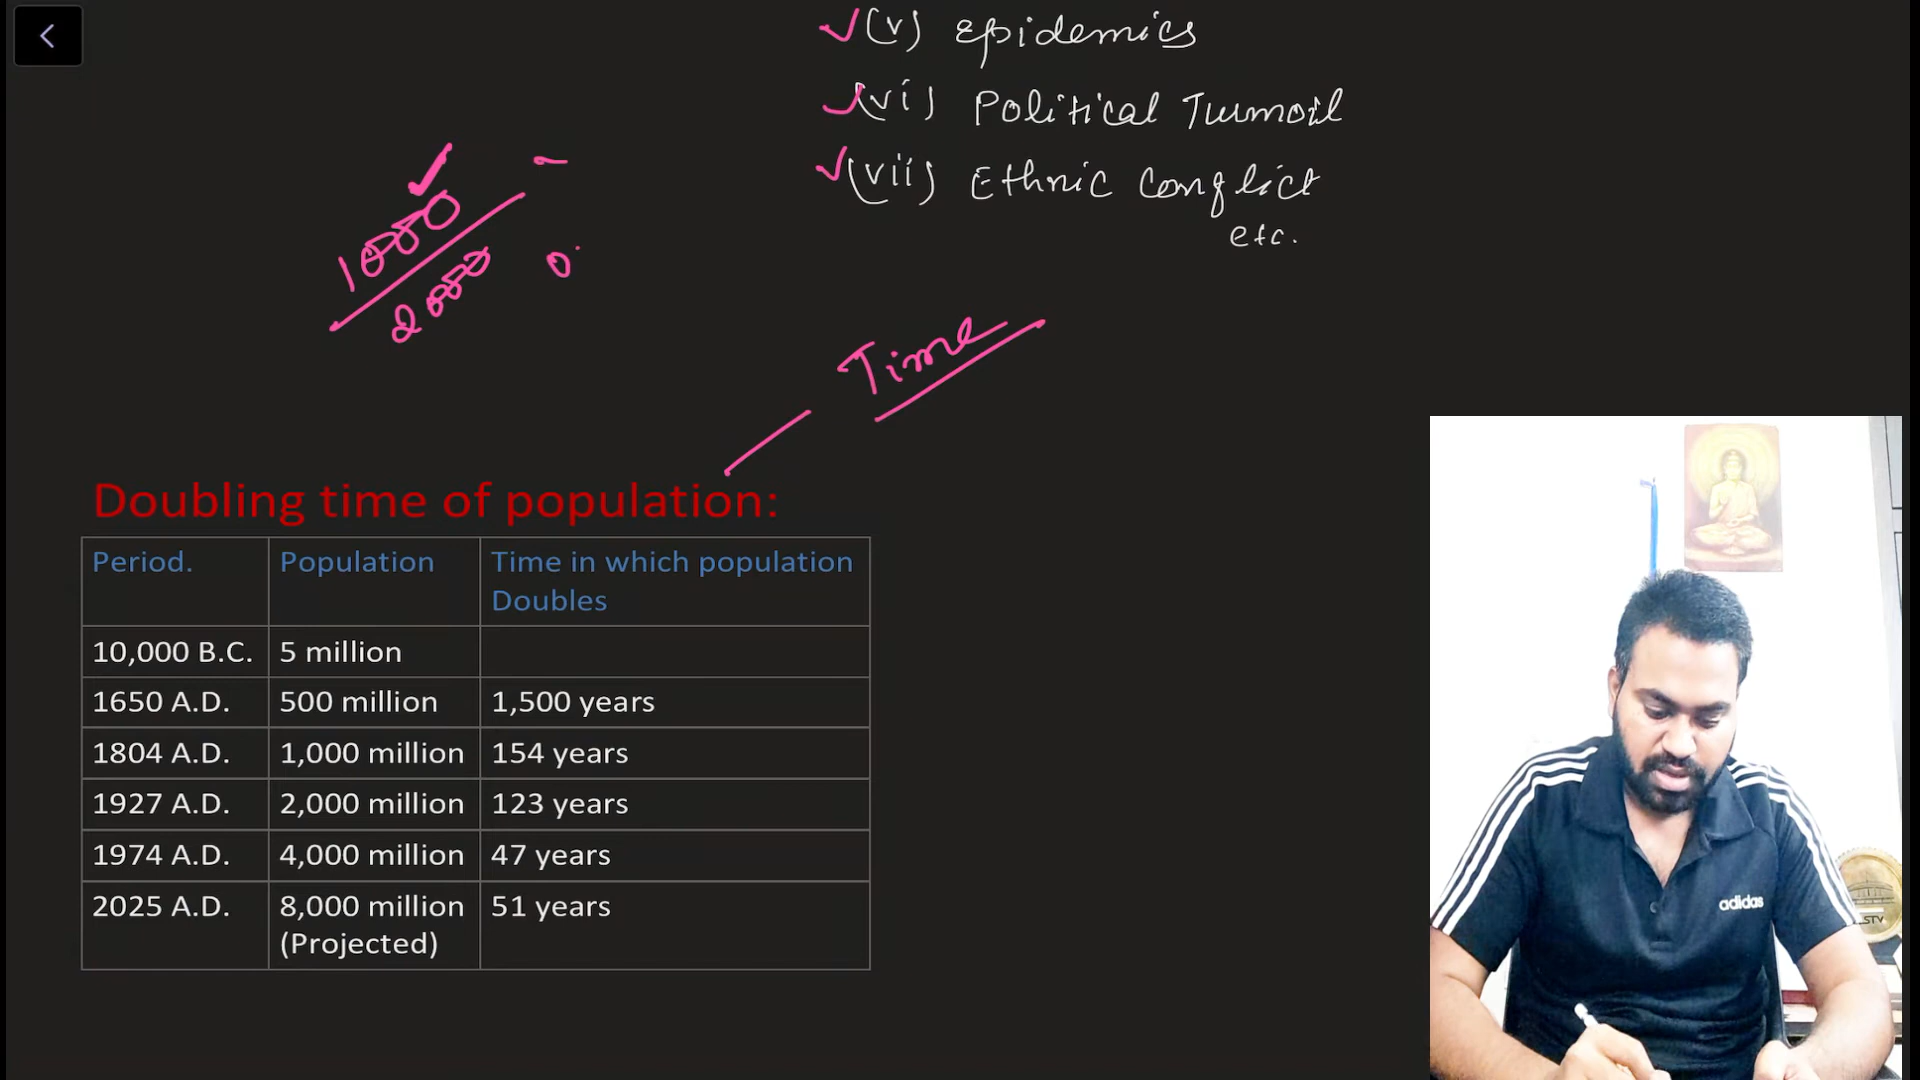 (v) Epidemics
(vi) Political Turmoil
(vii) Ethnic Conflict
etc.
1000
2000
0
Time
Doubling time of population:
Period. Population Time in which population Doubles
10,000 B.C. 5 million
1650 A.D. 500 million 1,500 years
1804 A.D. 1,000 million 154 years
1927 A.D. 2,000 million 123 years
1974 A.D. 4,000 million 47 years
2025 A.D. 8,000 million (Projected) 51 years
adidas
STV